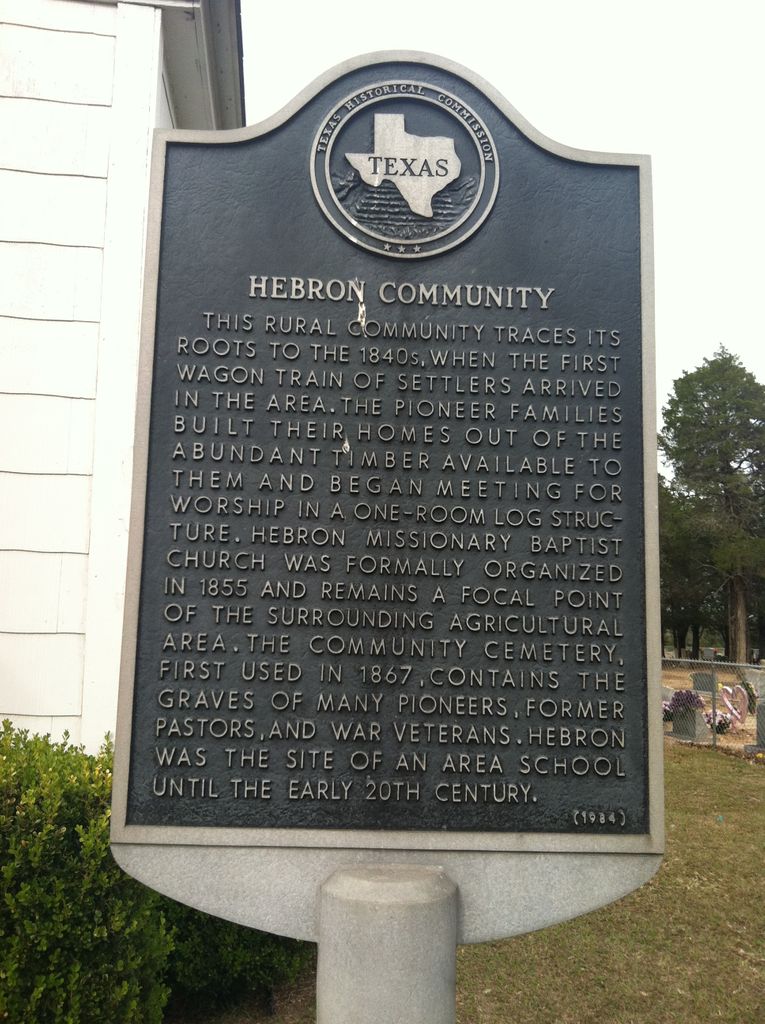 TEXAS HISTORICAL COMMISSION
TEXAS
HEBRON COMMUNITY
THIS RURAL COMMUNITY TRACES ITS
ROOTS TO THE 1840s, WHEN THE FIRST
WAGON TRAIN OF SETTLERS ARRIVED
IN THE AREA. THE PIONEER FAMILIES
BUILT THEIR HOMES OUT OF THE
ABUNDANT TIMBER AVAILABLE TO
THEM AND BEGAN MEETING FOR
WORSHIP IN A ONE-ROOM LOG STRUC-
TURE. HEBRON MISSIONARY BAPTIST
CHURCH WAS FORMALLY ORGANIZED
IN 1855 AND REMAINS A FOCAL POINT
OF THE SURROUNDING AGRICULTURAL
AREA. THE COMMUNITY CEMETERY,
FIRST USED IN 1867, CONTAINS THE
GRAVES OF MANY PIONEERS, FORMER
PASTORS, AND WAR VETERANS. HEBRON
WAS THE SITE OF AN AREA SCHOOL
UNTIL THE EARLY 20TH CENTURY.
(1984)